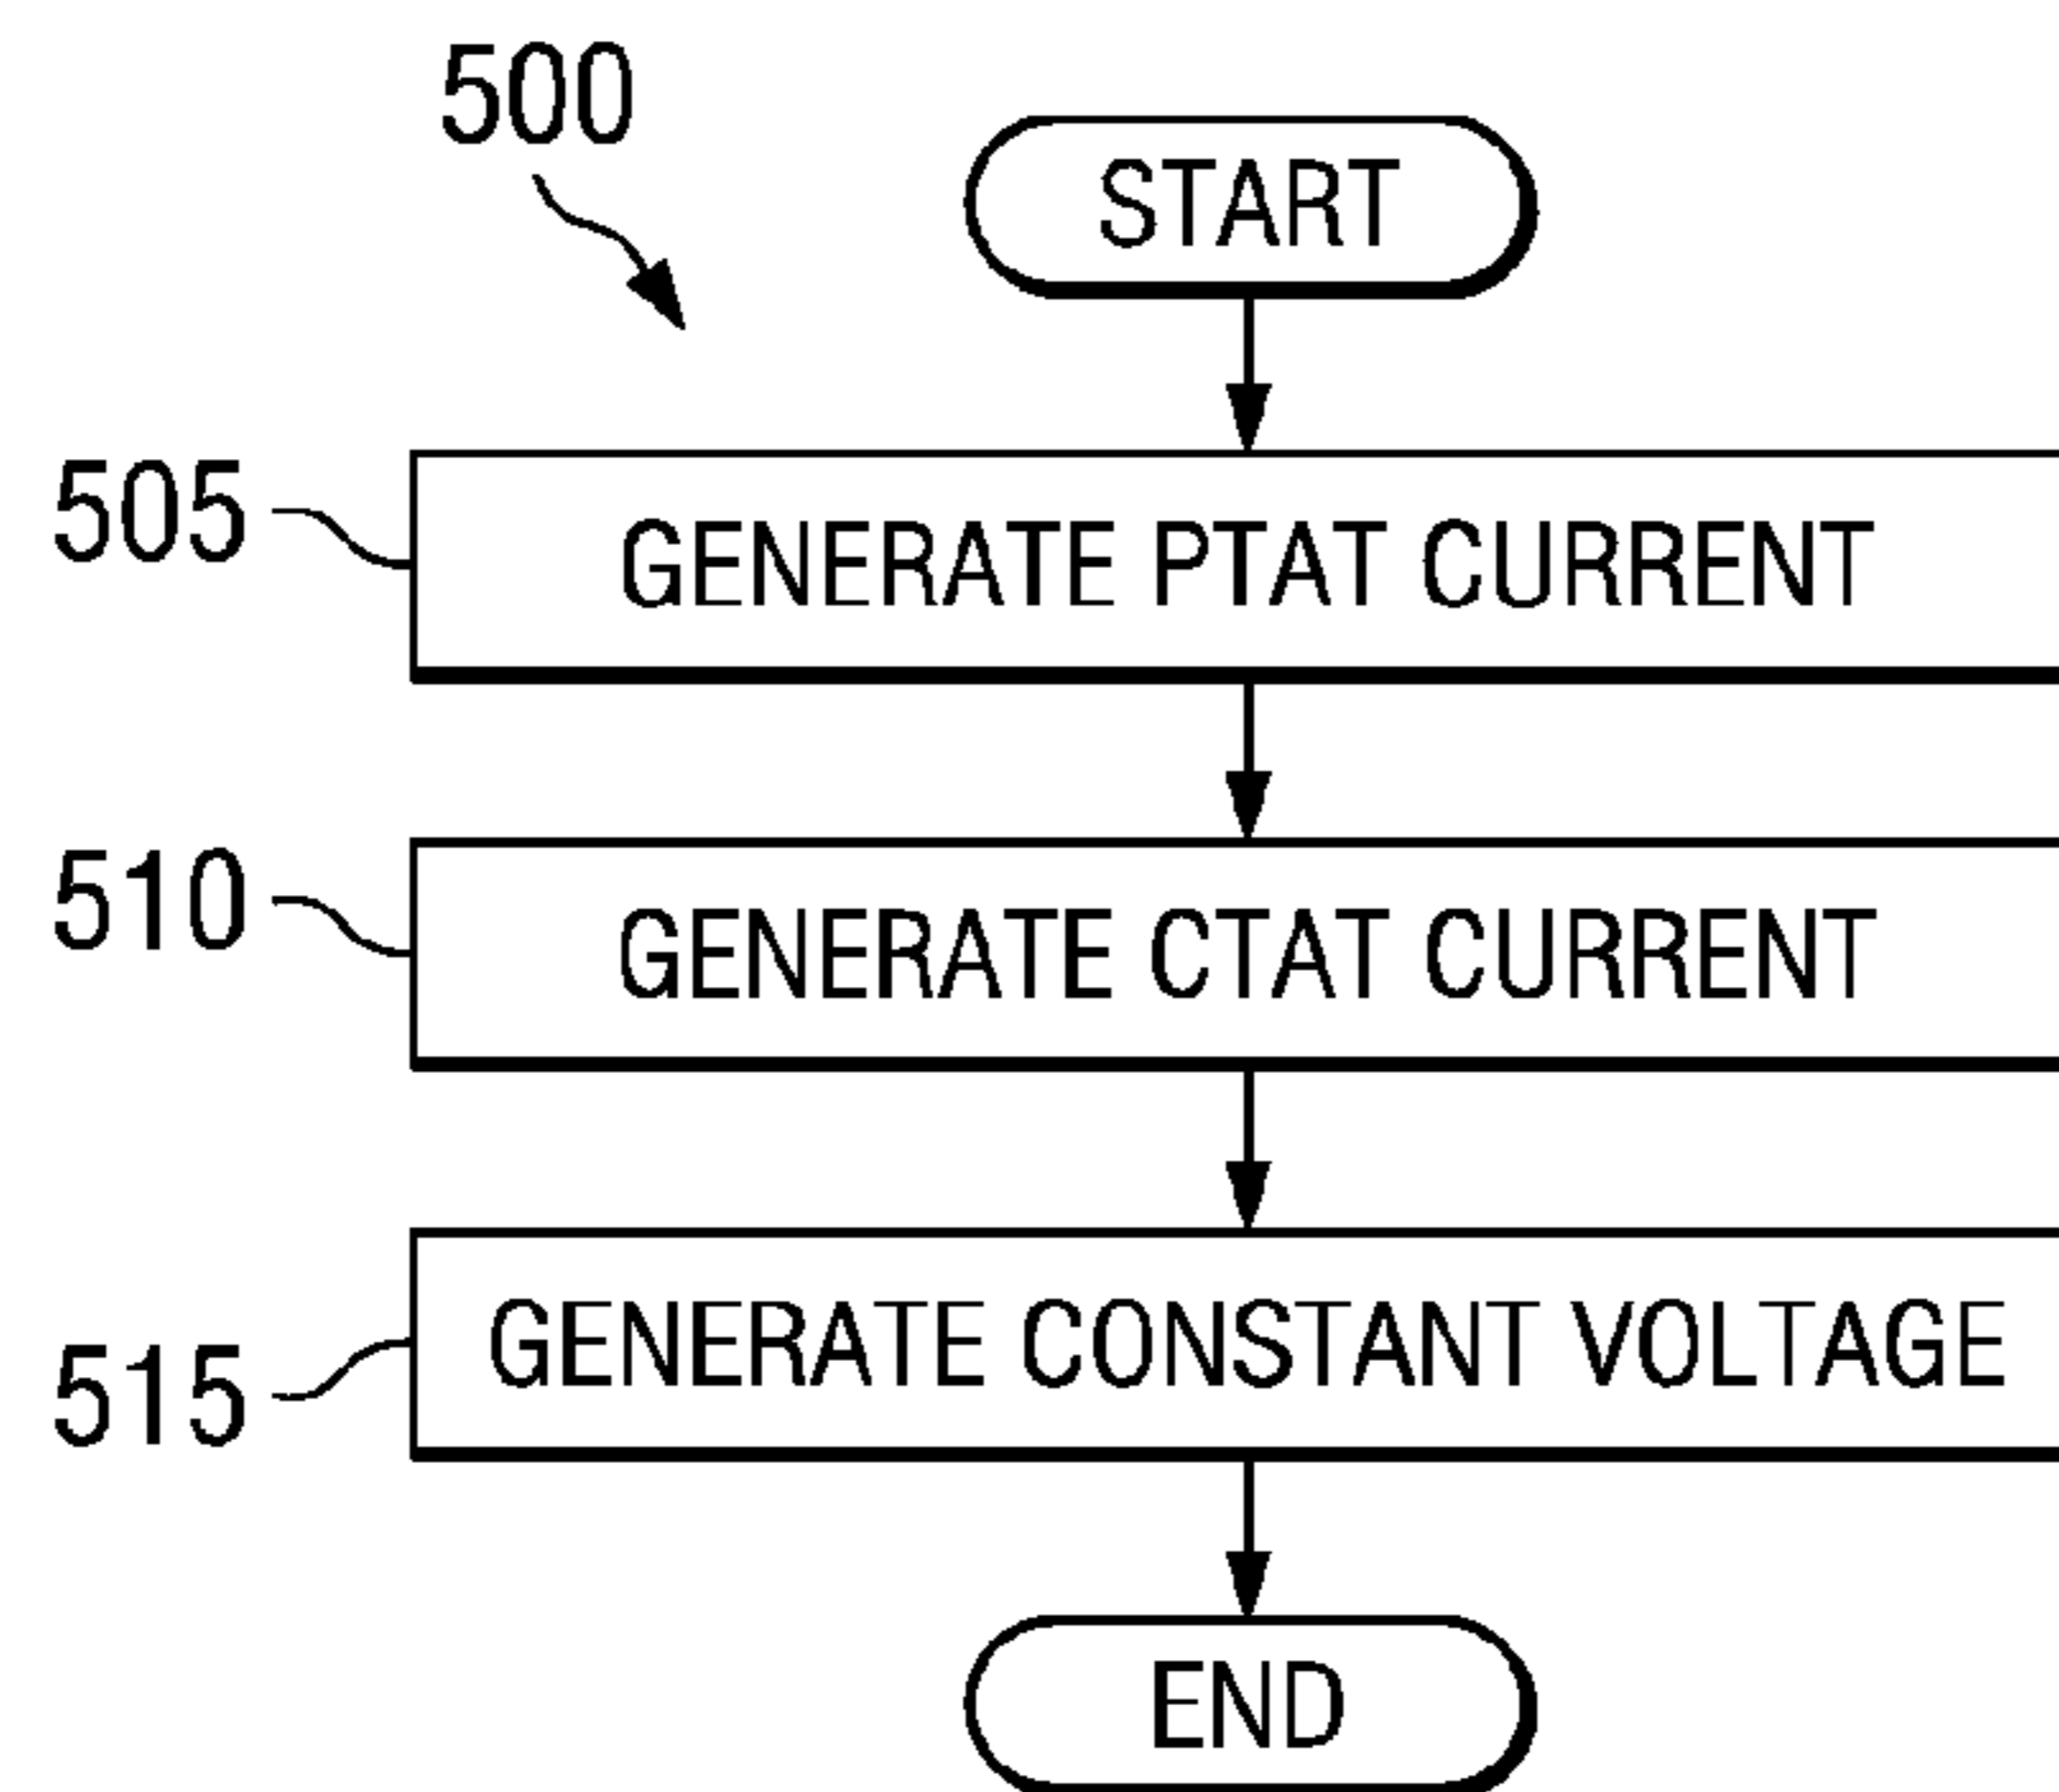 500
START
505
GENERATE PTAT CURRENT
510
GENERATE CTAT CURRENT
515
GENERATE CONSTANT VOLTAGE
END